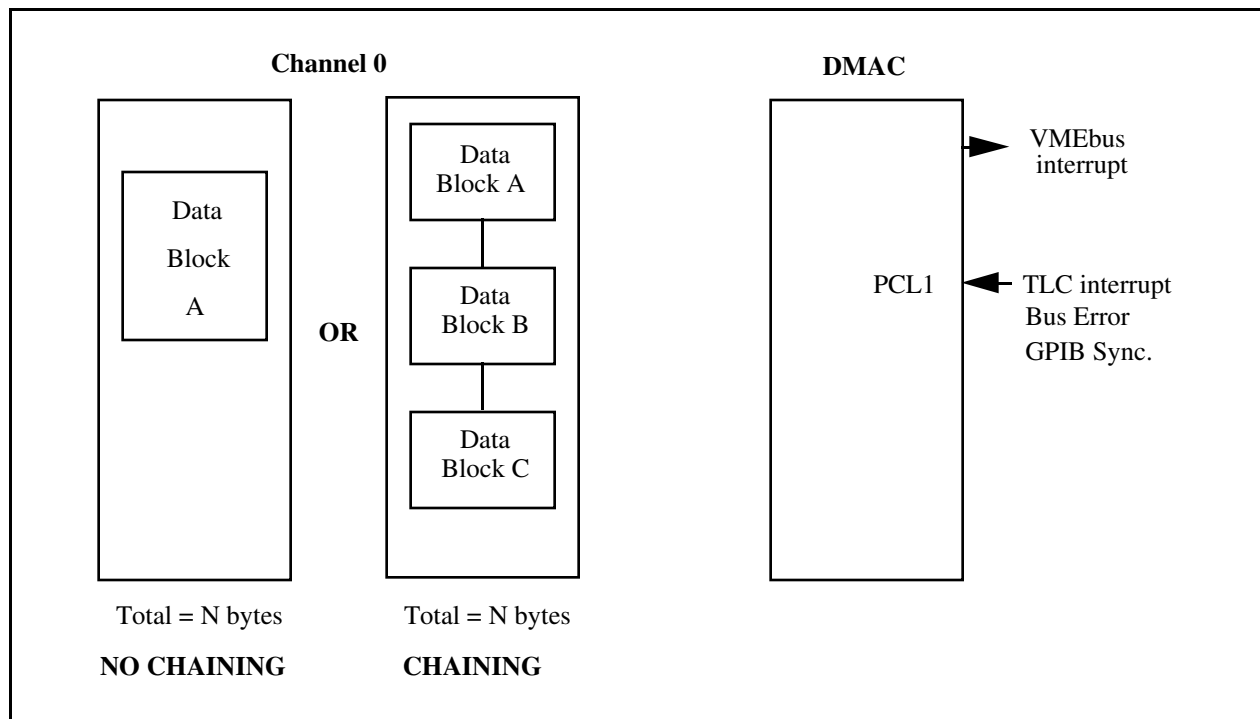 Channel 0
DMAC
Data
Block
A
OR
Data
Block A
Data
Block B
Data
Block C
VMEbus
interrupt
PCL1
TLC interrupt
Bus Error
GPIB Sync.
Total = N bytes
Total = N bytes
NO CHAINING
CHAINING